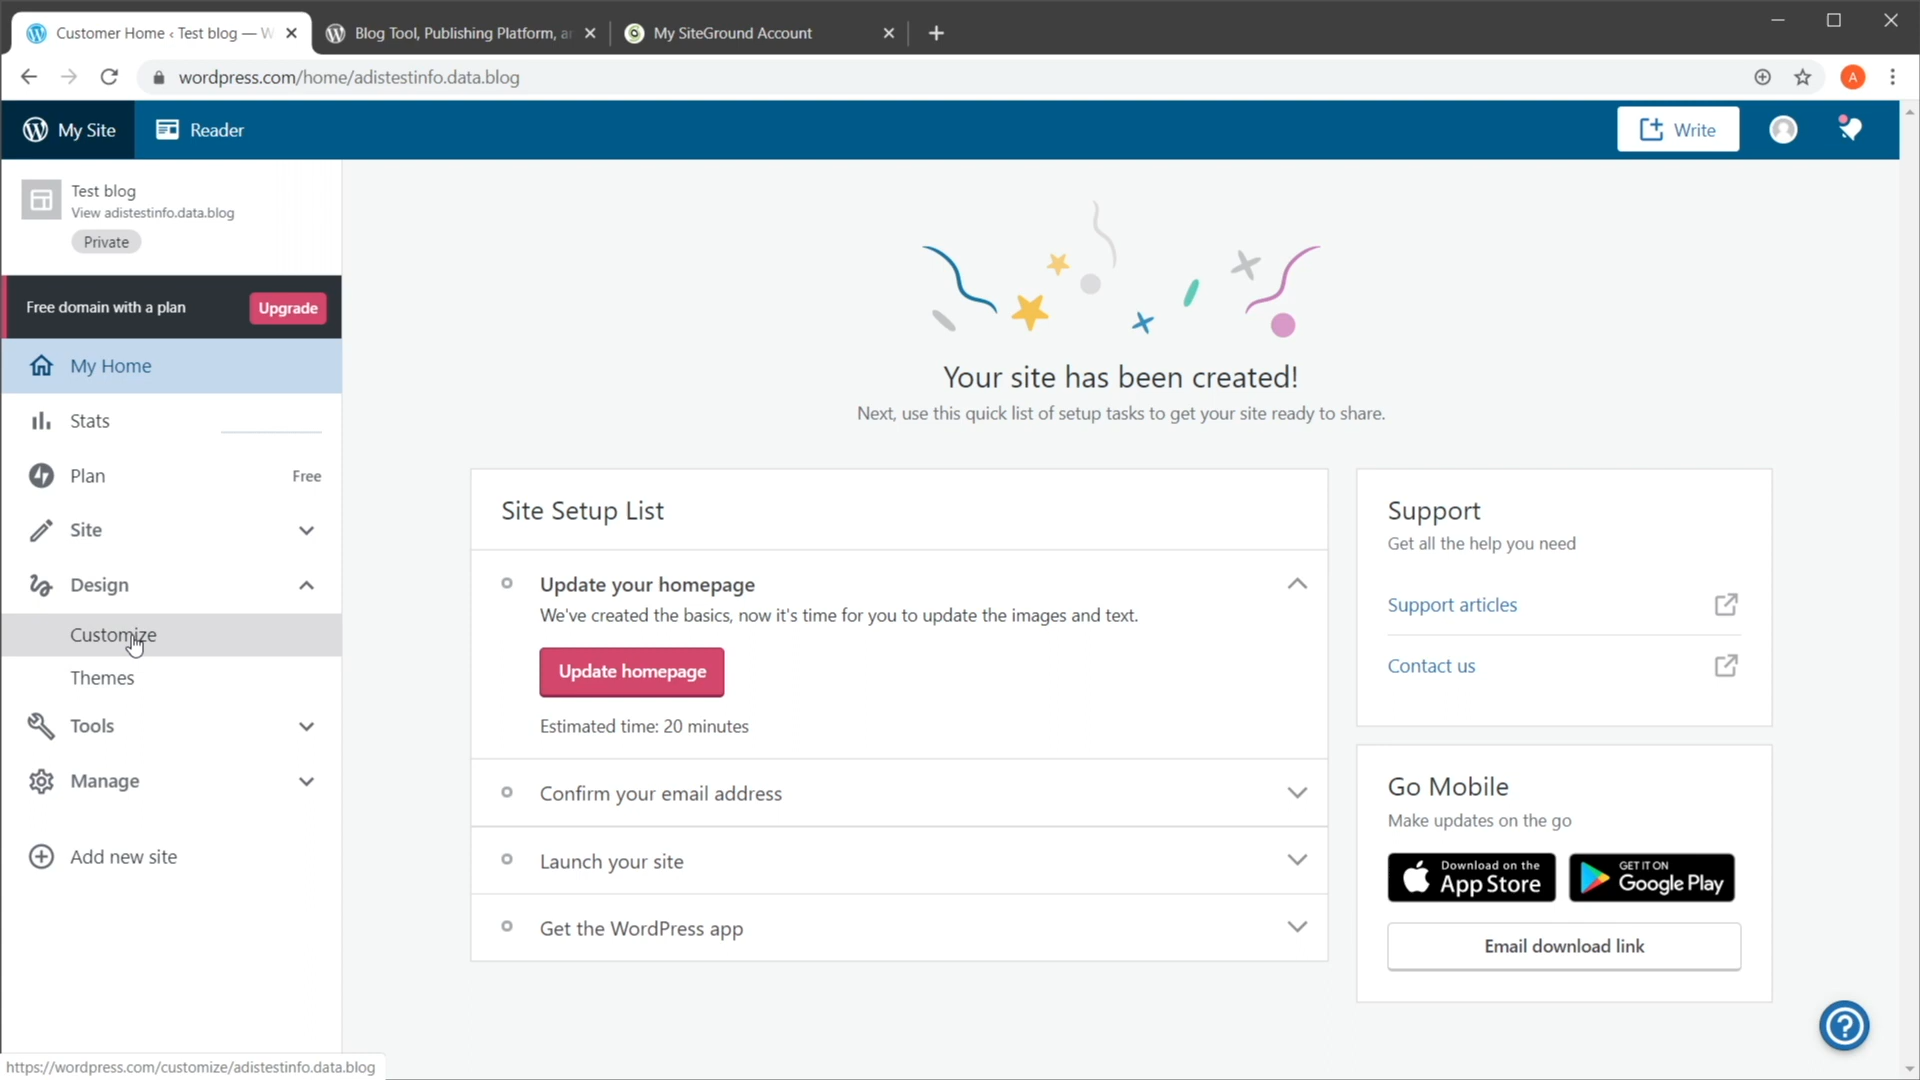 Customer Home ‹ Test blog — W
Blog Tool, Publishing Platform, an
My SiteGround Account
wordpress.com/home/adistestinfo.data.blog
A
My Site
Reader
Write
Test blog
View adistestinfo.data.blog
Private
Free domain with a plan
Upgrade
My Home
Stats
Plan
Free
Site
Design
Customize
Themes
Tools
Manage
Add new site
Your site has been created!
Next, use this quick list of setup tasks to get your site ready to share.
Site Setup List
Update your homepage
We've created the basics, now it's time for you to update the images and text.
Update homepage
Estimated time: 20 minutes
Confirm your email address
Launch your site
Get the WordPress app
Support
Get all the help you need
Support articles
Contact us
Go Mobile
Make updates on the go
Download on the
App Store
GET IT ON
Google Play
Email download link
https://wordpress.com/customize/adistestinfo.data.blog